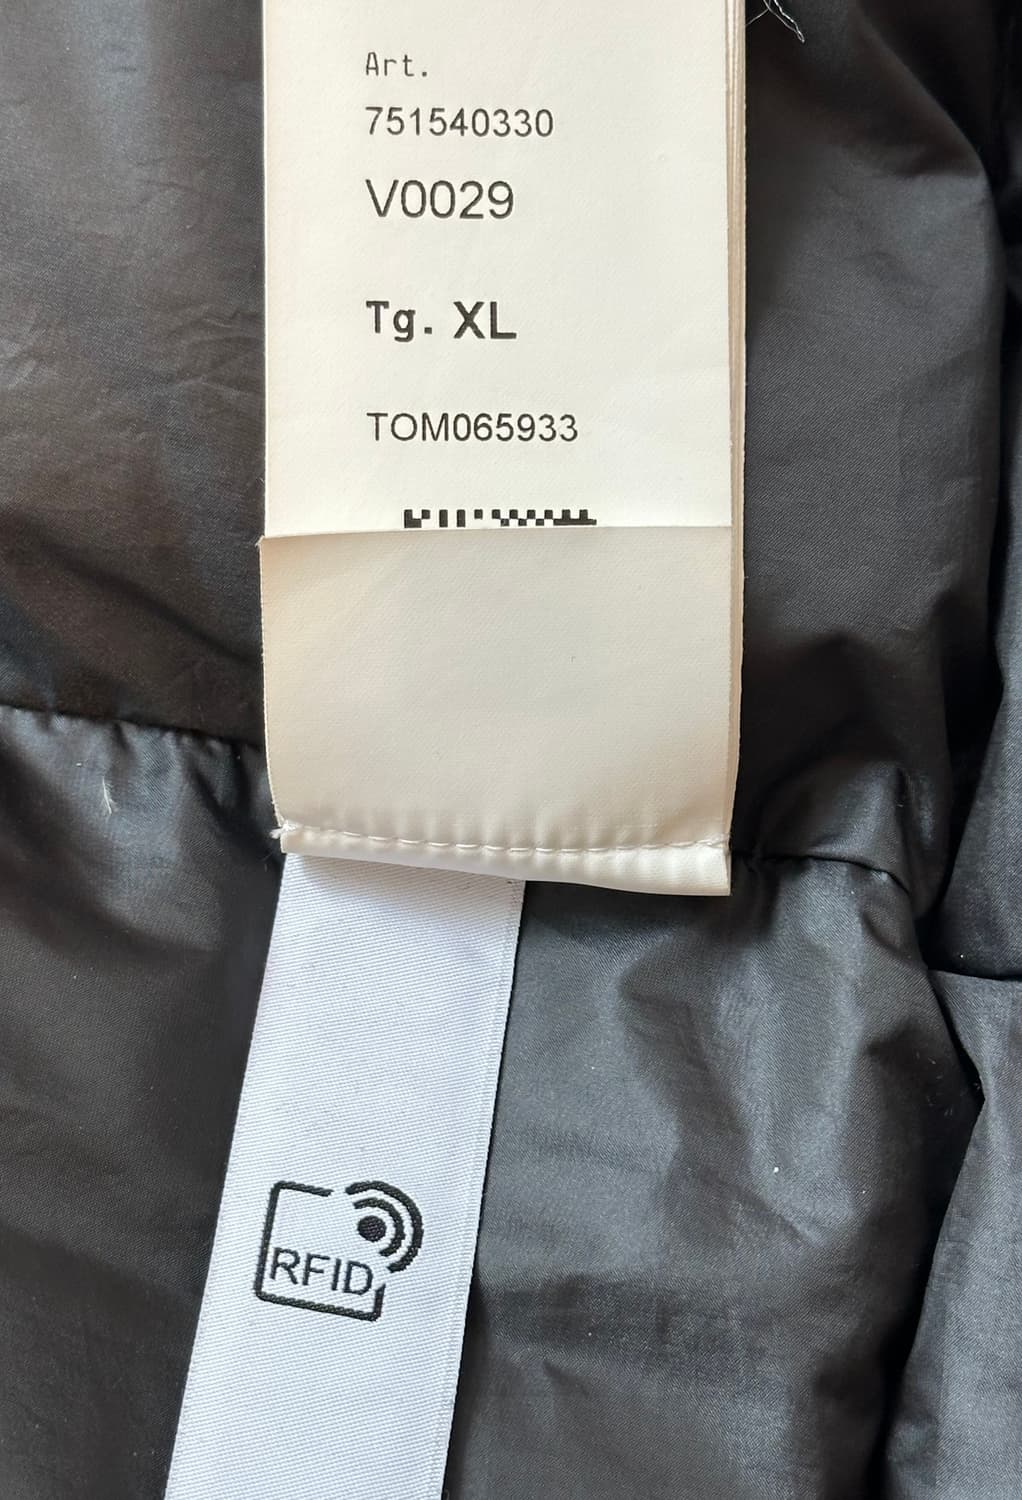 Art.
751540330
V0029
Tg. XL
TOM065933
RFID